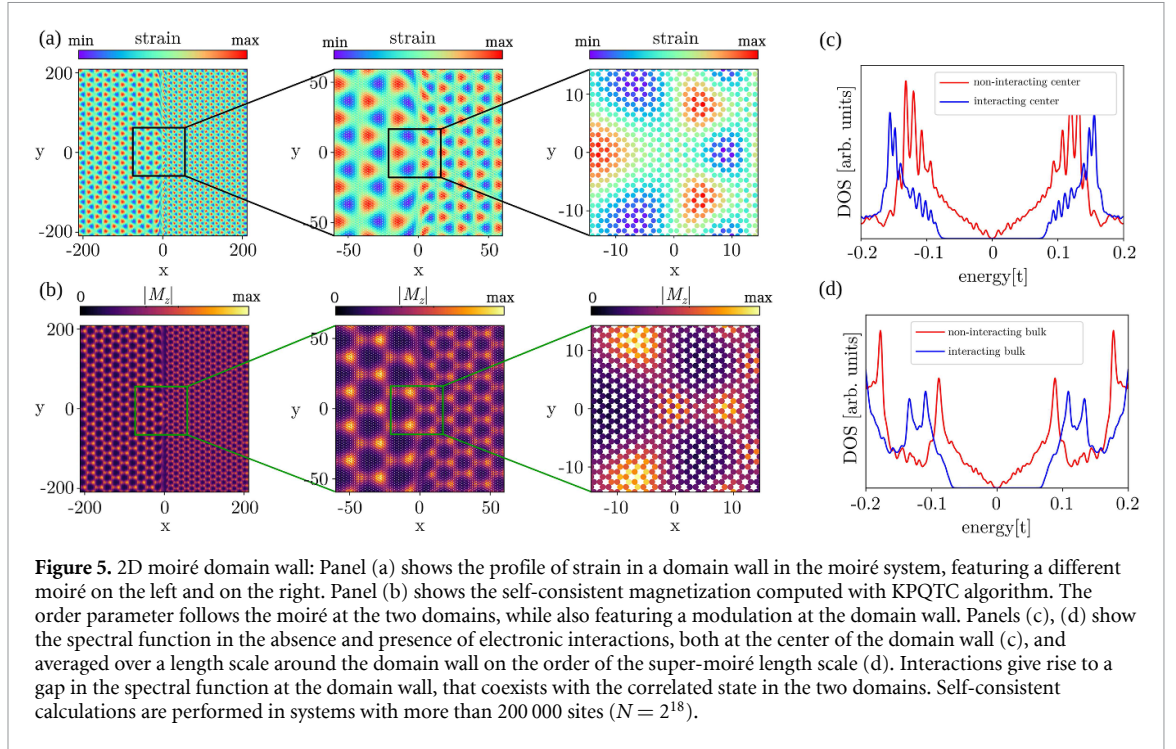 (a)
min strain max
min strain max
min strain max
200
0
-200
y
-200 0 200
x
50
0
-50
y
-50 0 50
x
10
0
-10
y
-10 0 10
x
(c)
DOS [arb. units]
non-interacting center
interacting center
-0.2 -0.1 0 0.1 0.2
energy[t]
(b)
0 |M_z| max
0 |M_z| max
0 |M_z| max
200
0
-200
y
-200 0 200
x
50
0
-50
y
-50 0 50
x
10
0
-10
y
-10 0 10
x
(d)
DOS [arb. units]
non-interacting bulk
interacting bulk
-0.2 -0.1 0 0.1 0.2
energy[t]
Figure 5. 2D moiré domain wall: Panel (a) shows the profile of strain in a domain wall in the moiré system, featuring a different
moiré on the left and on the right. Panel (b) shows the self-consistent magnetization computed with KPQTC algorithm. The
order parameter follows the moiré at the two domains, while also featuring a modulation at the domain wall. Panels (c), (d) show
the spectral function in the absence and presence of electronic interactions, both at the center of the domain wall (c), and
averaged over a length scale around the domain wall on the order of the super-moiré length scale (d). Interactions give rise to a
gap in the spectral function at the domain wall, that coexists with the correlated state in the two domains. Self-consistent
calculations are performed in systems with more than 200 000 sites (N = 2¹⁸).